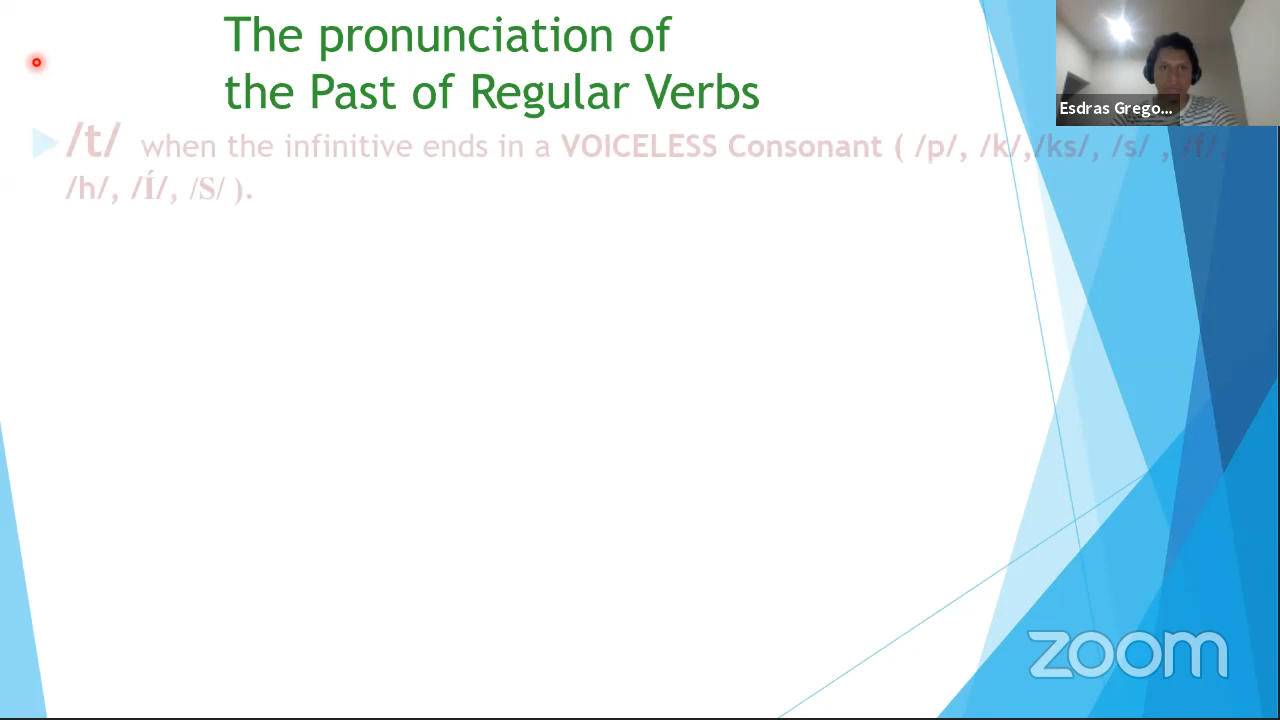 The pronunciation of
the Past of Regular Verbs
/t/ when the infinitive ends in a VOICELESS Consonant ( /p/, /k/,/ks/, /s/ , /f/,
/h/, /Í/, /S/ ).
Esdras Grego...
zoom